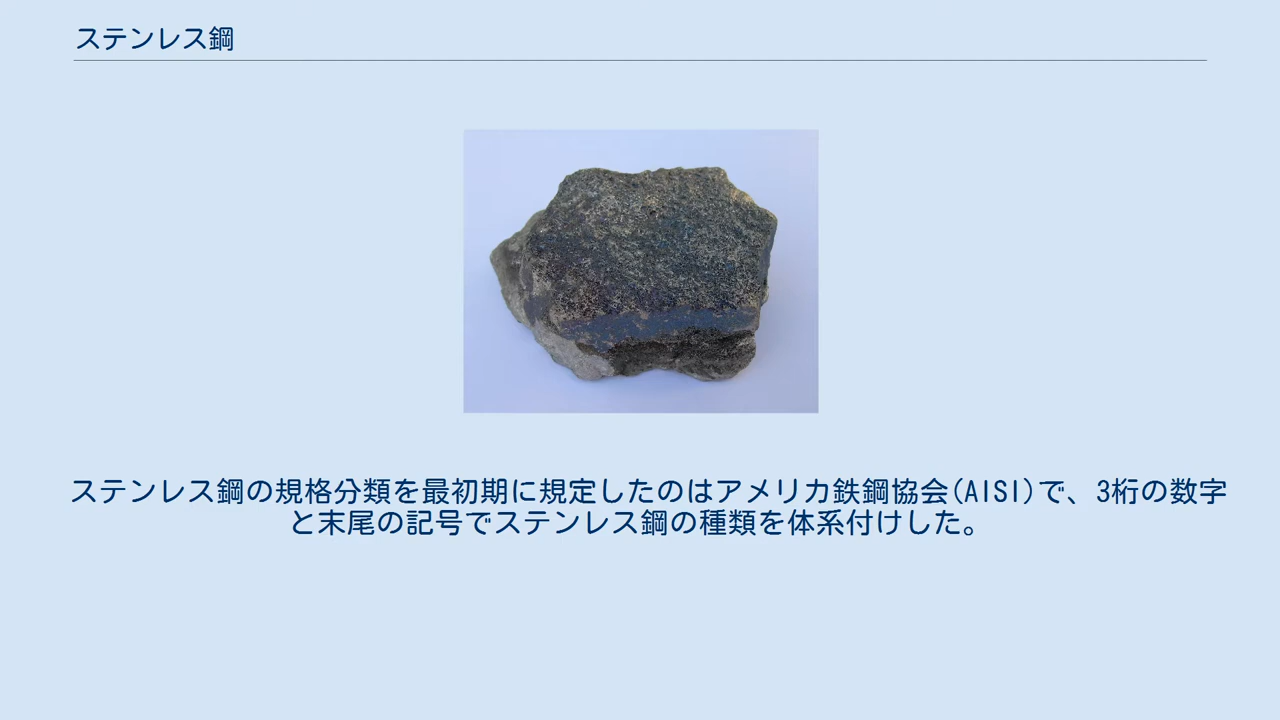 ステンレス鋼
ステンレス鋼の規格分類を最初期に規定したのはアメリカ鉄鋼協会(AISI)で、3桁の数字
と末尾の記号でステンレス鋼の種類を体系付けした。